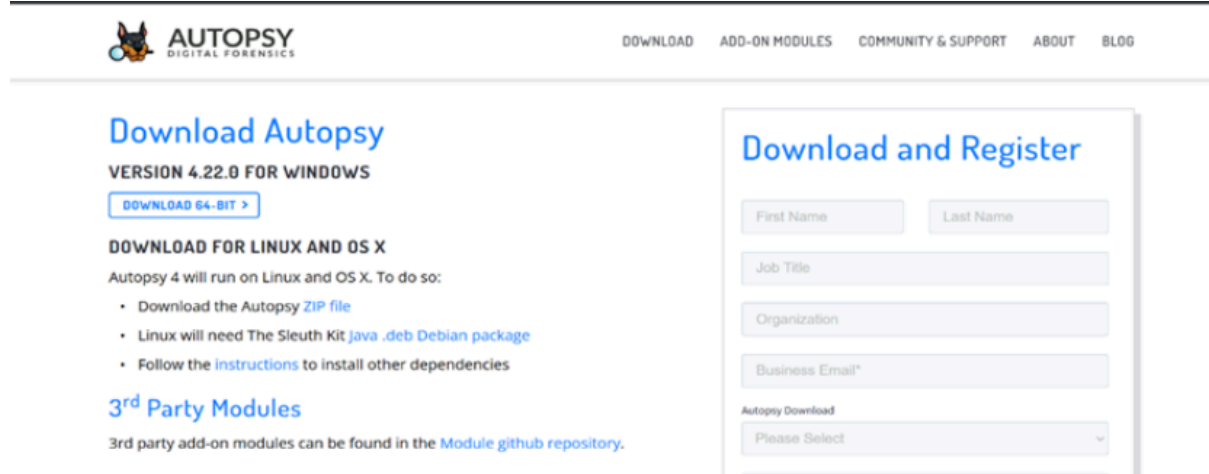 AUTOPSY
DIGITAL FORENSICS
DOWNLOAD ADD-ON MODULES COMMUNITY & SUPPORT ABOUT BLOG
Download Autopsy
VERSION 4.22.0 FOR WINDOWS
DOWNLOAD 64-BIT >
DOWNLOAD FOR LINUX AND OS X
Autopsy 4 will run on Linux and OS X. To do so:
• Download the Autopsy ZIP file
• Linux will need The Sleuth Kit Java .deb Debian package
• Follow the instructions to install other dependencies
3rd Party Modules
3rd party add-on modules can be found in the Module github repository.
Download and Register
First Name Last Name
Job Title
Organization
Business Email*
Autopsy Download
Please Select